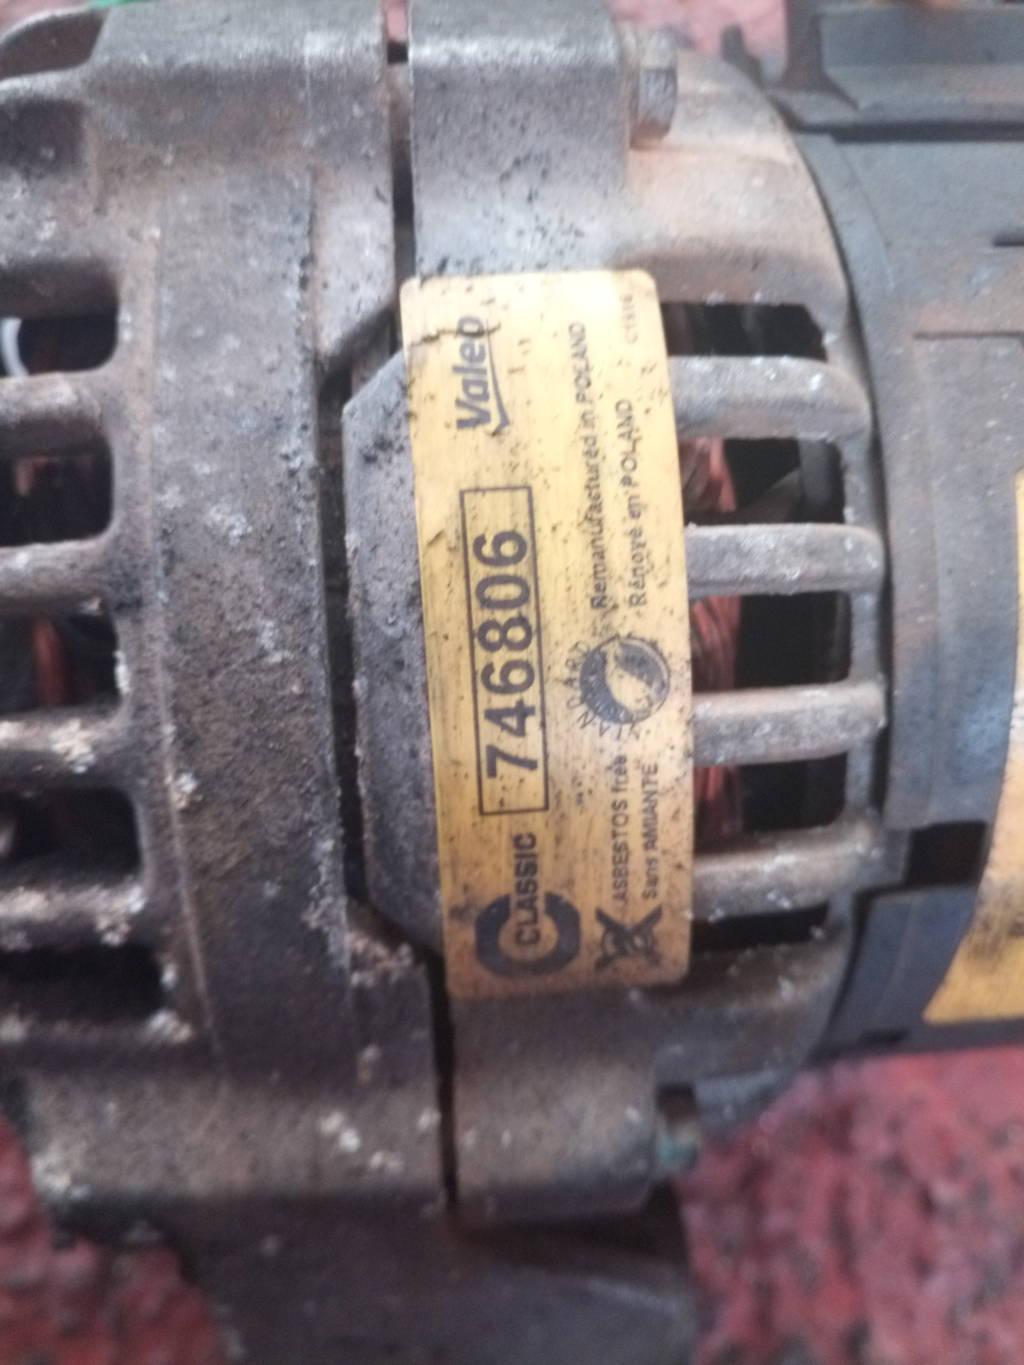 CLASSIC 746806 Valeo
ASBESTOS free
Sans AMIANTE
Remanufactured in POLAND
Rénové en POLAND